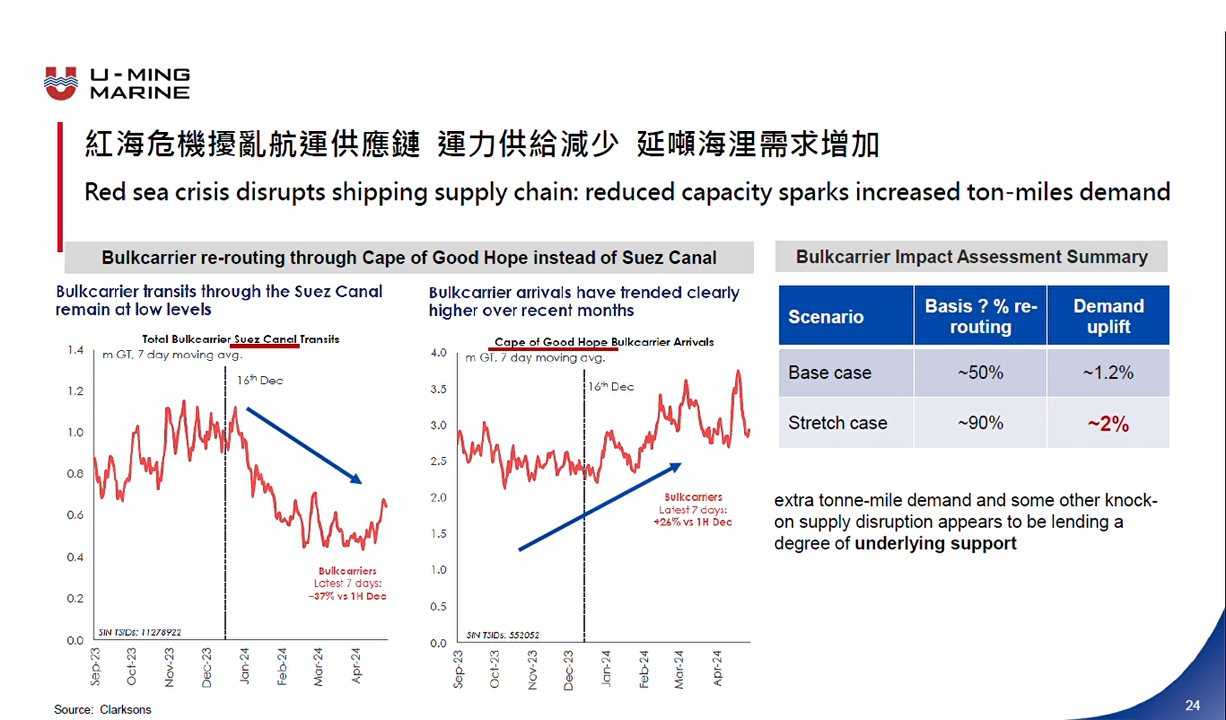 U-MING
MARINE
紅海危機擾亂航運供應鏈 運力供給減少 延噸海浬需求增加
Red sea crisis disrupts shipping supply chain: reduced capacity sparks increased ton-miles demand
Bulkcarrier re-routing through Cape of Good Hope instead of Suez Canal
Bulkcarrier transits through the Suez Canal
remain at low levels
Total Bulkcarrier Suez Canal Transits
m GT, 7 day moving avg.
16th Dec
1.4
1.2
1.0
0.8
0.6
0.4
0.2
0.0
Bulkcarriers
Latest 7 days:
-37% vs 1H Dec
SIN TSIDs: 11278922
Sep-23
Oct-23
Nov-23
Dec-23
Jan-24
Feb-24
Mar-24
Apr-24
Bulkcarrier arrivals have trended clearly
higher over recent months
Cape of Good Hope Bulkcarrier Arrivals
m GT, 7 day moving avg.
16th Dec
4.0
3.5
3.0
2.5
2.0
1.5
1.0
0.5
0.0
Bulkcarriers
Latest 7 days:
+26% vs 1H Dec
SIN TSIDs: 552052
Sep-23
Oct-23
Nov-23
Dec-23
Jan-24
Feb-24
Mar-24
Apr-24
Bulkcarrier Impact Assessment Summary
Scenario
Basis ? % re-
routing
Demand
uplift
Base case ~50% ~1.2%
Stretch case ~90% ~2%
extra tonne-mile demand and some other knock-
on supply disruption appears to be lending a
degree of underlying support
Source: Clarksons
24